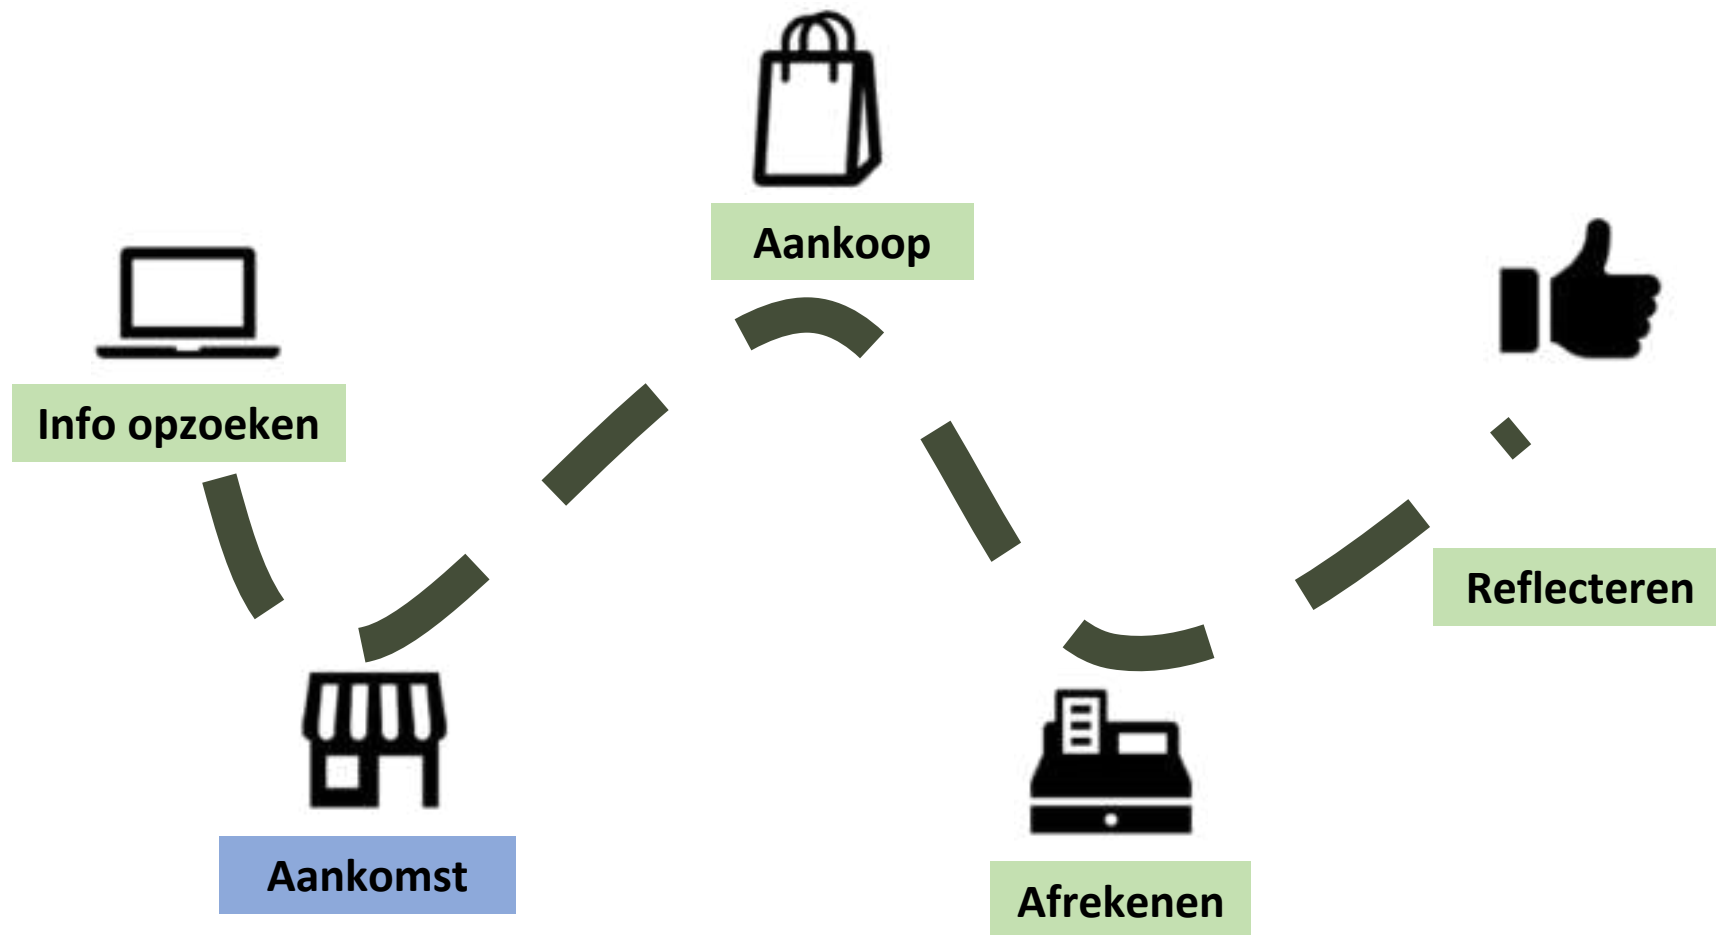 Info opzoeken
Aankomst
Aankoop
Afrekenen
Reflecteren